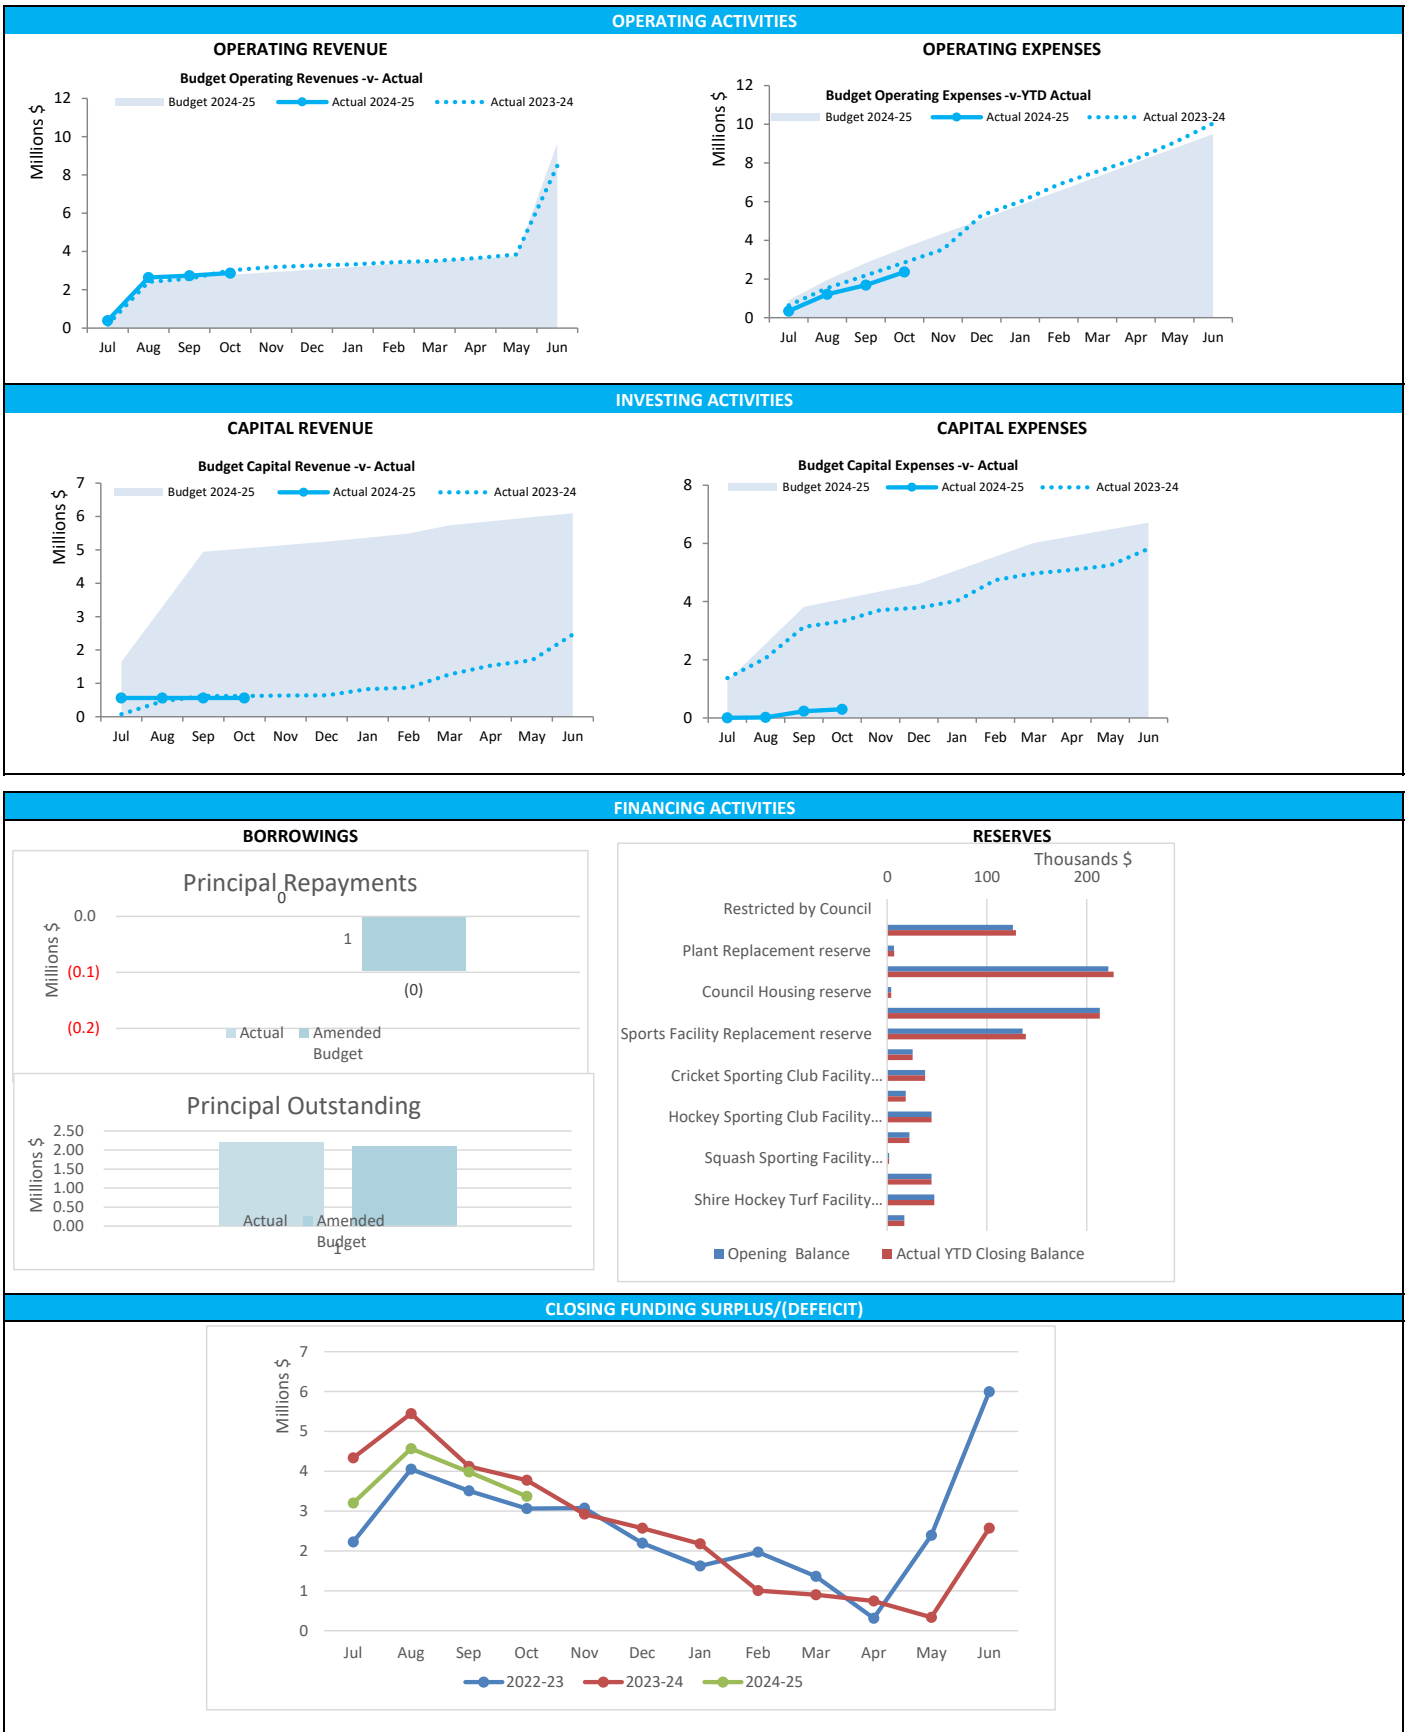 OPERATING ACTIVITIES
OPERATING REVENUE
Budget Operating Revenues -v- Actual
Budget 2024-25 Actual 2024-25 Actual 2023-24
Millions $
12
10
8
6
4
2
0
Jul Aug Sep Oct Nov Dec Jan Feb Mar Apr May Jun
OPERATING EXPENSES
Budget Operating Expenses -v-YTD Actual
Budget 2024-25 Actual 2024-25 Actual 2023-24
Millions $
12
10
8
6
4
2
0
Jul Aug Sep Oct Nov Dec Jan Feb Mar Apr May Jun
INVESTING ACTIVITIES
CAPITAL REVENUE
Budget Capital Revenue -v- Actual
Budget 2024-25 Actual 2024-25 Actual 2023-24
Millions $
7
6
5
4
3
2
1
0
Jul Aug Sep Oct Nov Dec Jan Feb Mar Apr May Jun
CAPITAL EXPENSES
Budget Capital Expenses -v- Actual
Budget 2024-25 Actual 2024-25 Actual 2023-24
8
6
4
2
0
Jul Aug Sep Oct Nov Dec Jan Feb Mar Apr May Jun
FINANCING ACTIVITIES
BORROWINGS
Principal Repayments
0
Millions $
0.0
1
(0.1)
(0)
(0.2)
Actual Amended
Budget
Principal Outstanding
Millions $
2.50
2.00
1.50
1.00
0.50
0.00
Actual Amended
Budget
1
RESERVES
Thousands $
0 100 200
Restricted by Council
Plant Replacement reserve
Council Housing reserve
Sports Facility Replacement reserve
Cricket Sporting Club Facility...
Hockey Sporting Club Facility...
Squash Sporting Facility...
Shire Hockey Turf Facility...
Opening Balance Actual YTD Closing Balance
CLOSING FUNDING SURPLUS/(DEFEICIT)
Millions $
7
6
5
4
3
2
1
0
Jul Aug Sep Oct Nov Dec Jan Feb Mar Apr May Jun
2022-23 2023-24 2024-25